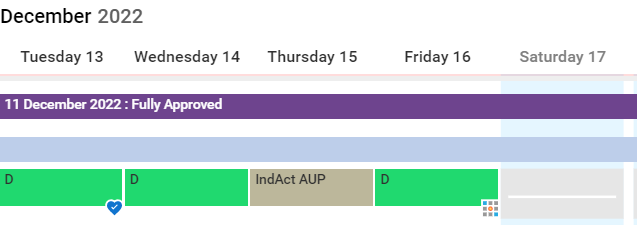 December 2022
Tuesday 13 Wednesday 14 Thursday 15 Friday 16 Saturday 17
11 December 2022 : Fully Approved
D D IndAct AUP D